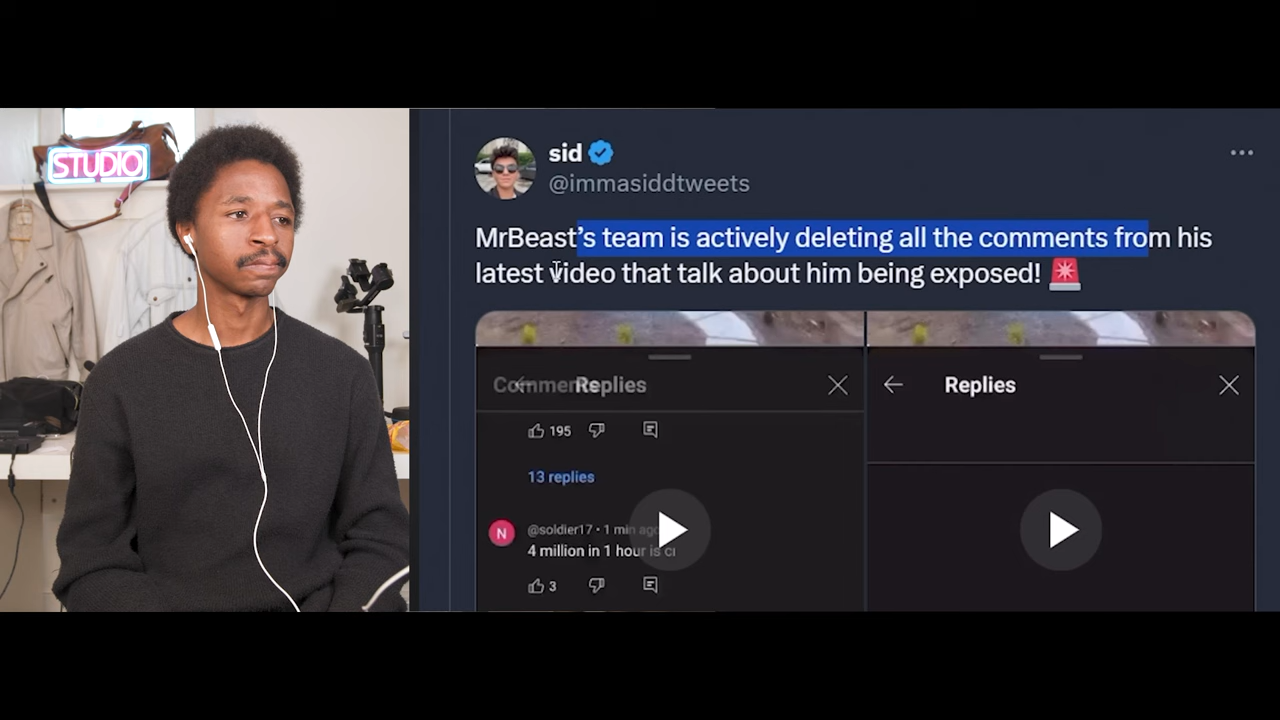 STUDIO
sid
@immasiddtweets
MrBeast's team is actively deleting all the comments from his
latest video that talk about him being exposed! 🚨
Replies
Replies
195
13 replies
N
@soldier17 • 1 min ago
4 million in 1 hour is
3